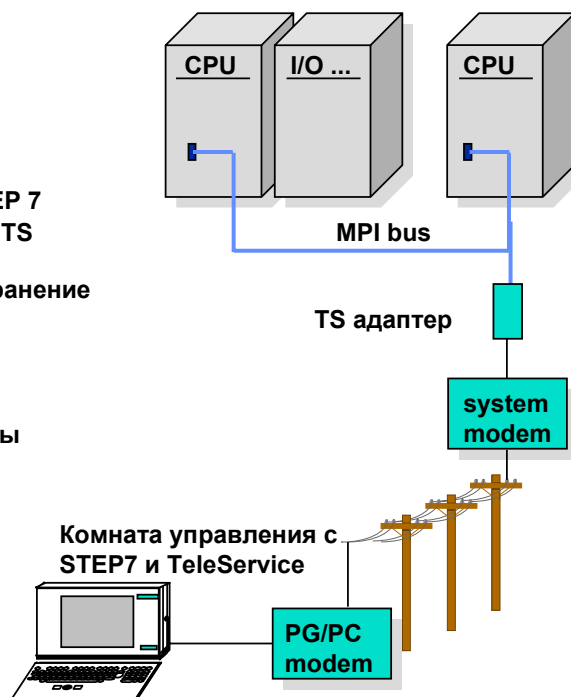 CPU
I/O ...
CPU
EP 7
TS
MPI bus
ранение
TS адаптер
system
modem
ы
Комната управления с
STEP7 и TeleService
PG/PC
modem